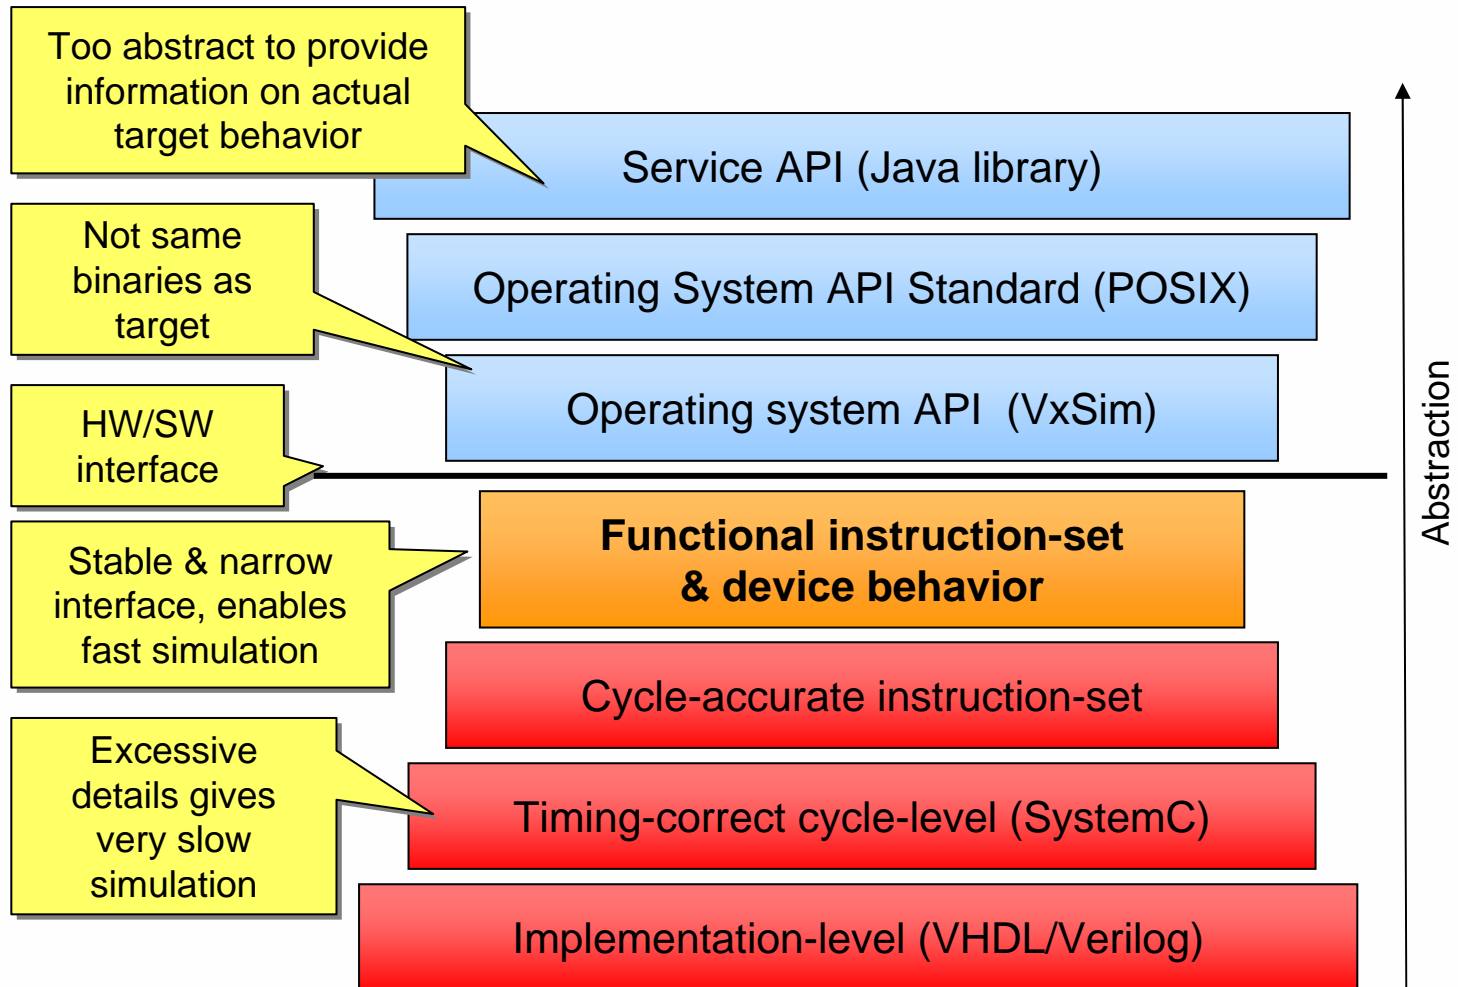 Too abstract to provide
information on actual
target behavior
Service API (Java library)
Not same
binaries as
target
Operating System API Standard (POSIX)
Operating system API  (VxSim)
HW/SW
interface
Abstraction
Functional instruction-set
& device behavior
Stable & narrow
interface, enables
fast simulation
Cycle-accurate instruction-set
Excessive
details gives
very slow
simulation
Timing-correct cycle-level (SystemC)
Implementation-level (VHDL/Verilog)